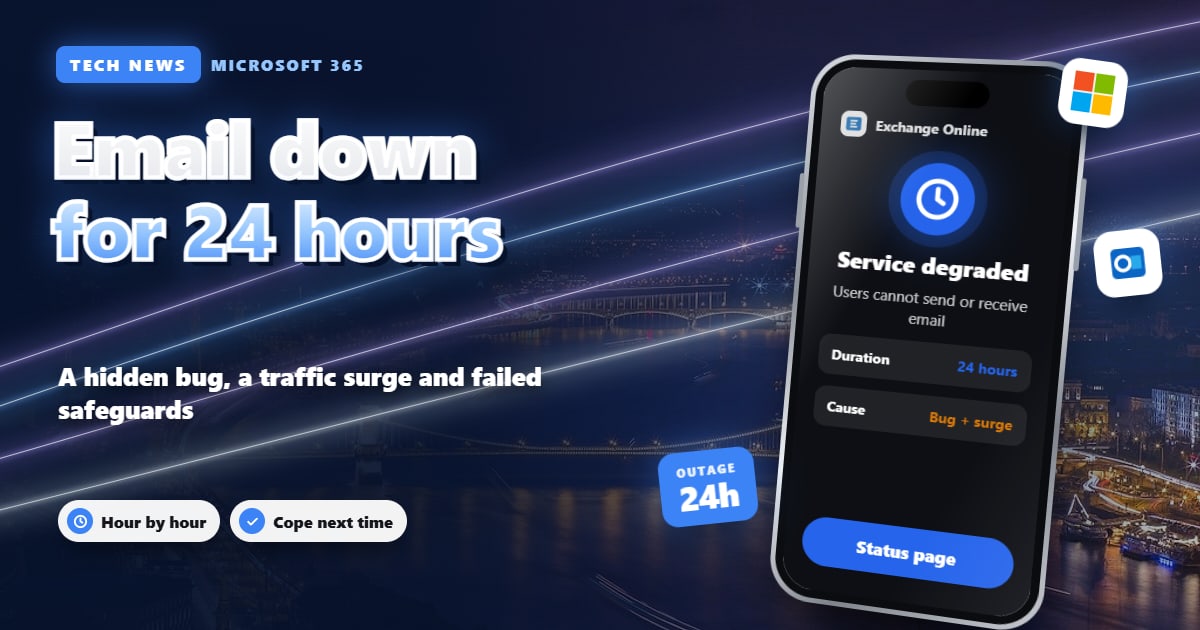 TECH NEWS MICROSOFT 365
Email down
for 24 hours
A hidden bug, a traffic surge and failed
safeguards
Hour by hour Cope next time
OUTAGE
24h
Exchange Online
Service degraded
Users cannot send or receive
email
Duration 24 hours
Cause Bug + surge
Status page